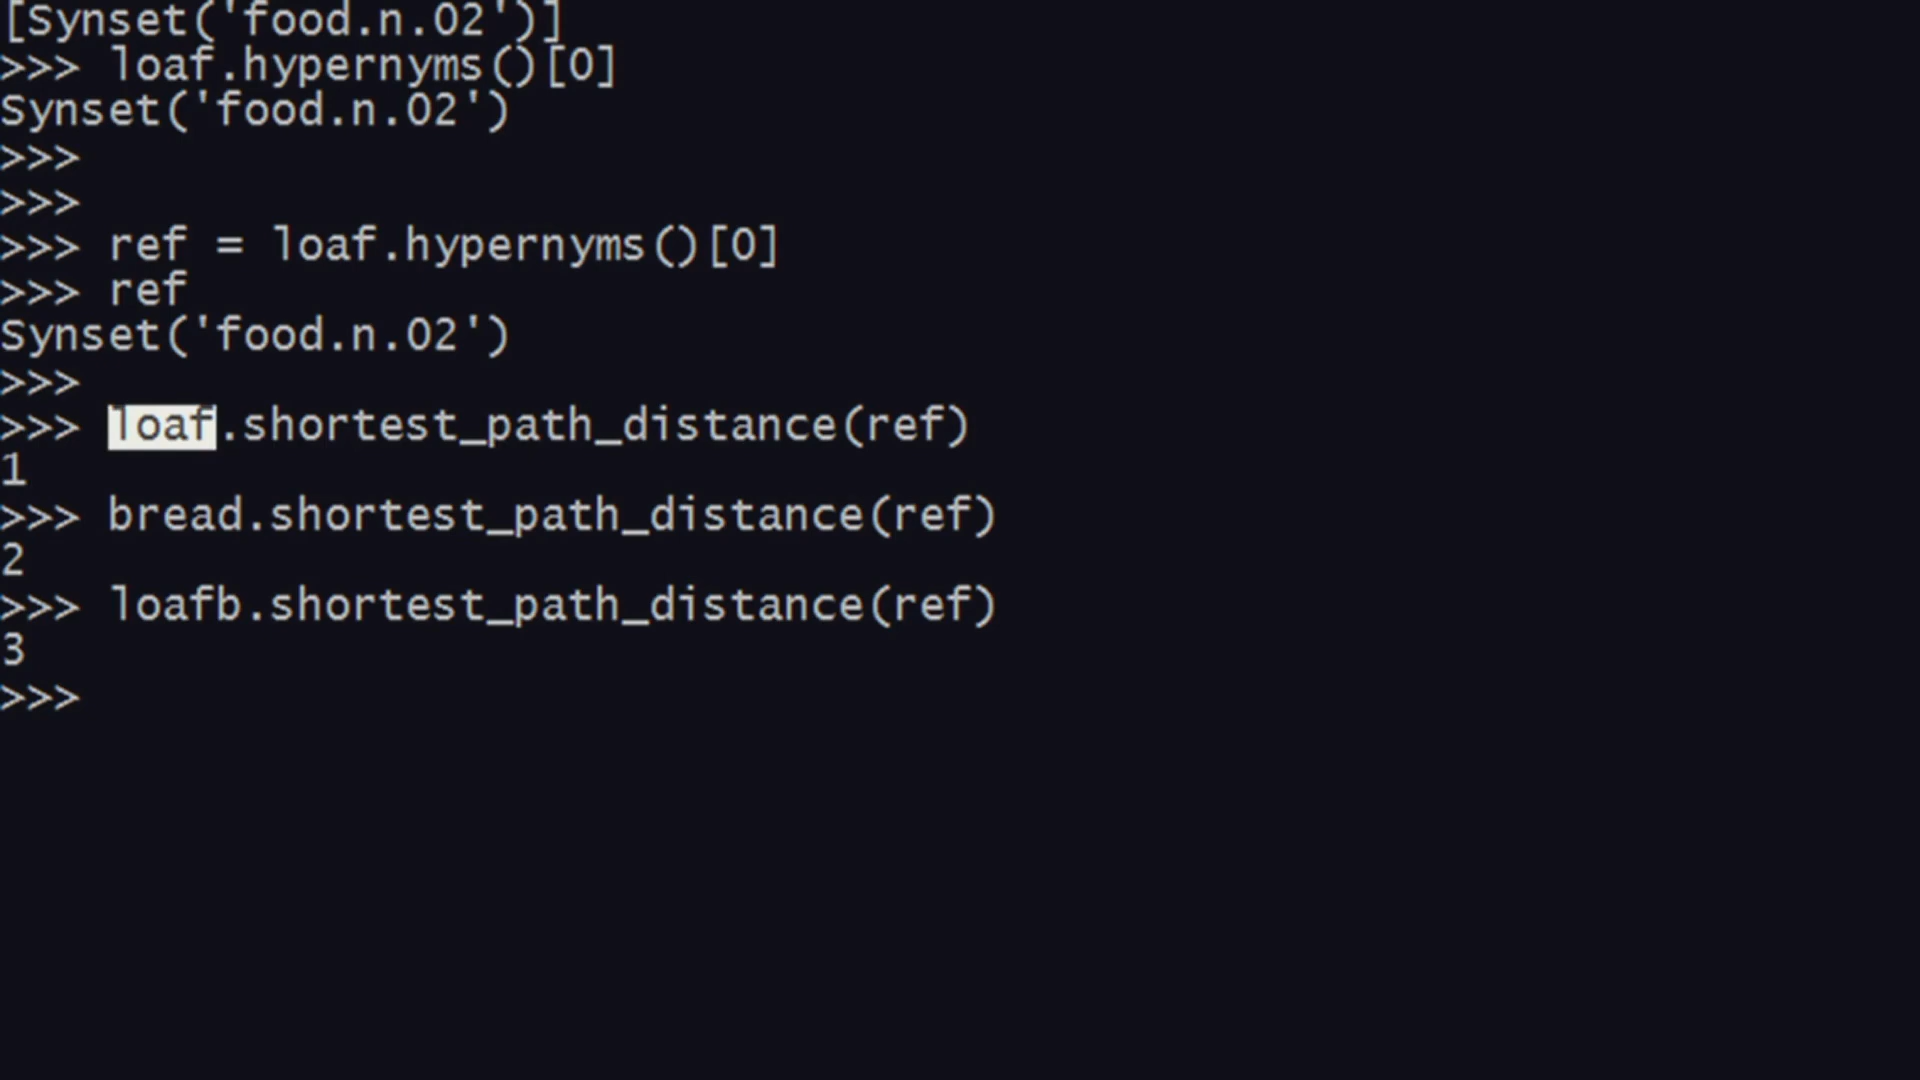 [Synset('food.n.02')]
>>> loaf.hypernyms()[0]
Synset('food.n.02')
>>>
>>>
>>> ref = loaf.hypernyms()[0]
>>> ref
Synset('food.n.02')
>>>
>>> loaf.shortest_path_distance(ref)
1
>>> bread.shortest_path_distance(ref)
2
>>> loafb.shortest_path_distance(ref)
3
>>>